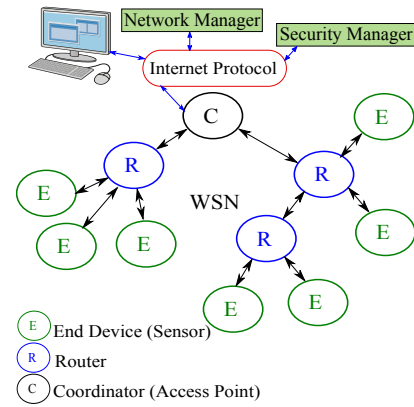 Network Manager
Security Manager
Internet Protocol
C
E
R
R
E
WSN
E
E
E
R
E
E
E
E End Device (Sensor)
R Router
C Coordinator (Access Point)